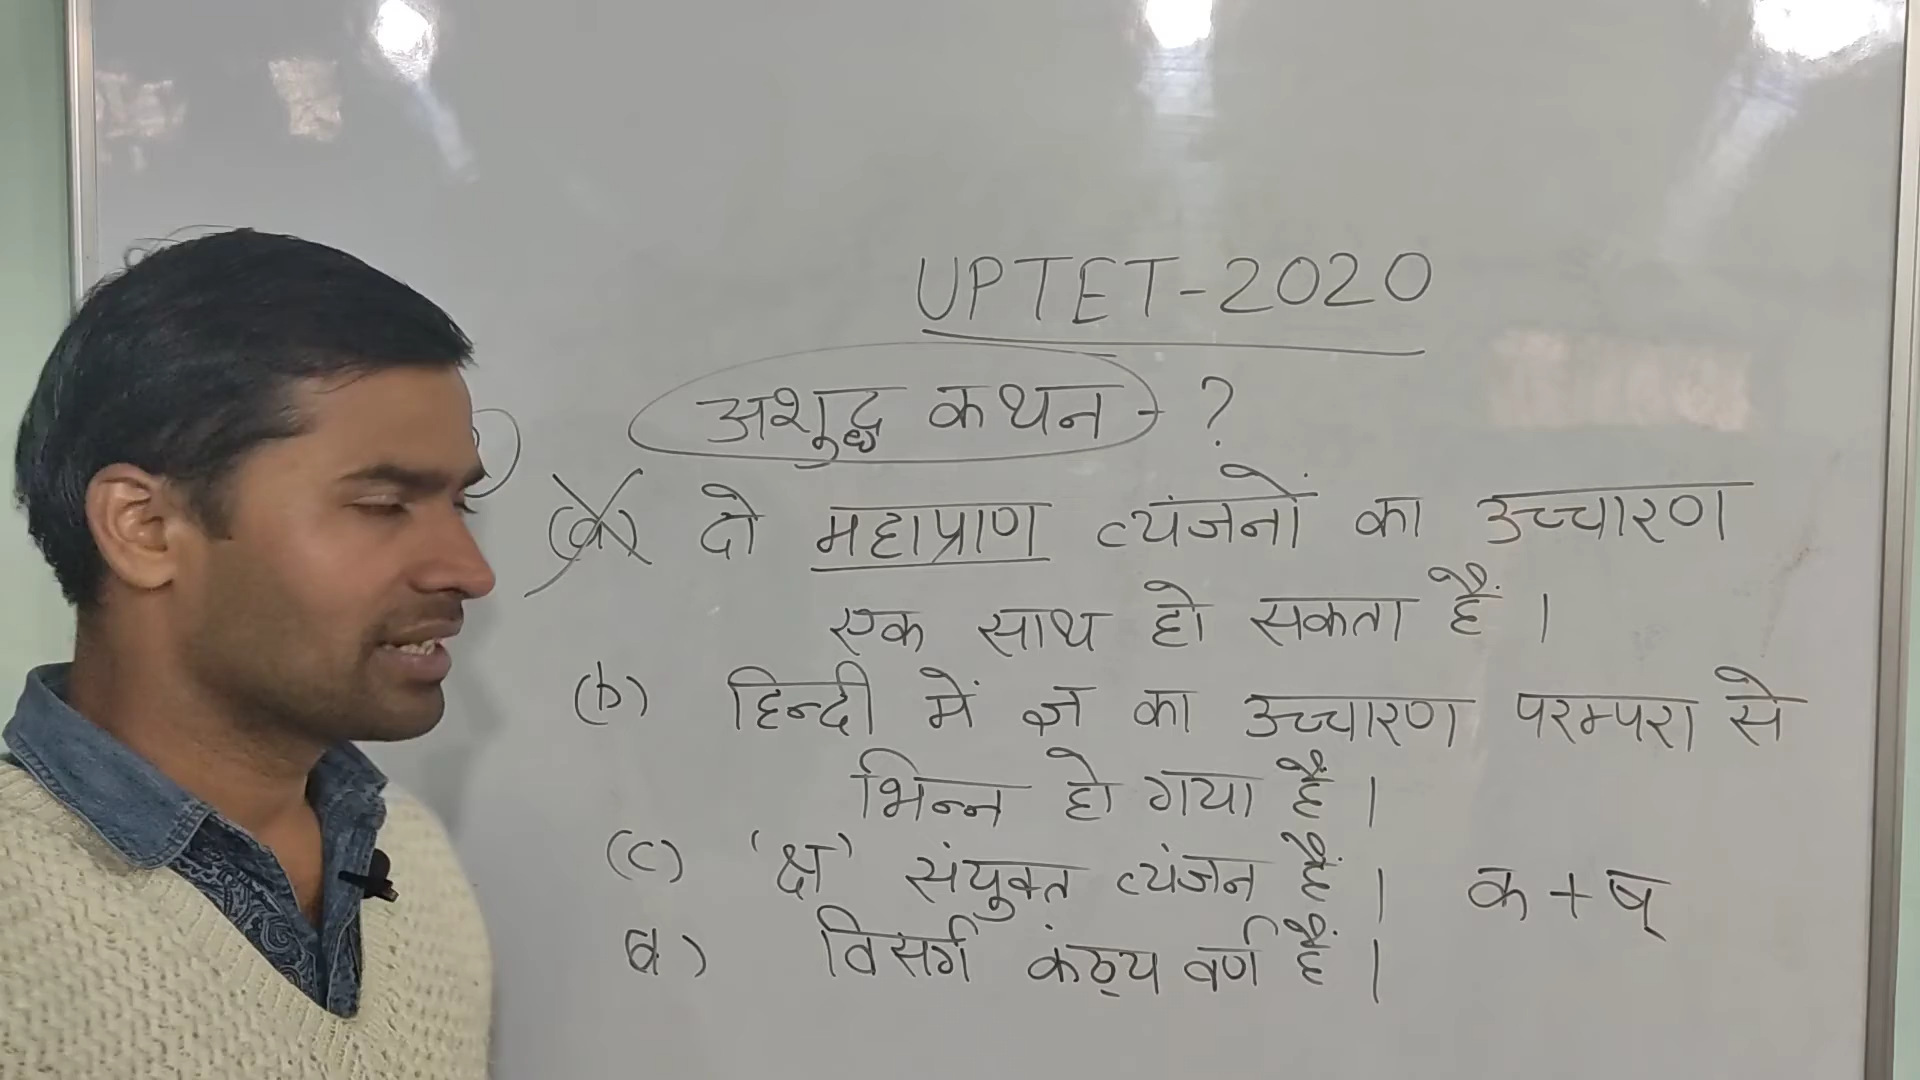 UPTET-2020
अशुद्ध कथन - ?
(a) दो महाप्राण व्यंजनों का उच्चारण
एक साथ हो सकता है ।
(b) हिन्दी में ज्ञ का उच्चारण परम्परा से
भिन्न हो गया है ।
(c) 'क्ष' संयुक्त व्यंजन है । क + ष्
d) विसर्ग कंठ्य वर्ण है ।